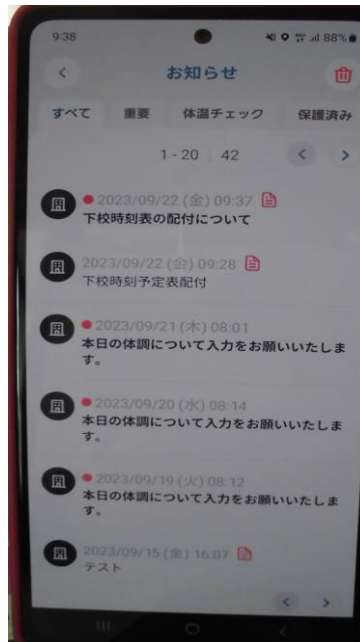 9:38
88%
お知らせ
すべて 重要 体温チェック 保護済み
1 - 20 42
2023/09/22 (金) 09:37
下校時刻表の配付について
2023/09/22 (金) 09:28
下校時刻予定表配付
2023/09/21 (木) 08:01
本日の体調について入力をお願いいたしま
す。
2023/09/20 (水) 08:14
本日の体調について入力をお願いいたしま
す。
2023/09/19 (火) 08:12
本日の体調について入力をお願いいたしま
す。
2023/09/15 (金) 16:07
テスト